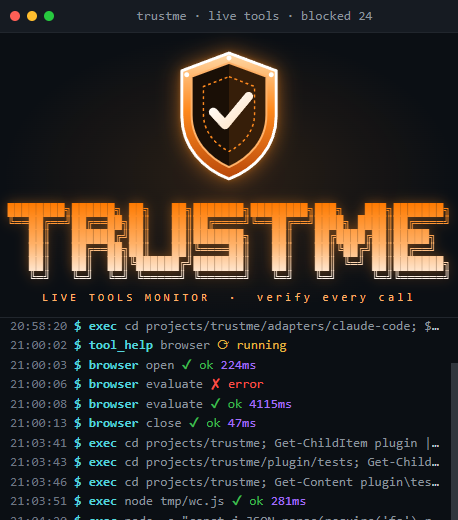 trustme · live tools · blocked 24
TRUSTME
LIVE TOOLS MONITOR · verify every call
20:58:20 $ exec cd projects/trustme/adapters/claude-code; $…
21:00:02 $ tool_help browser ⟳ running
21:00:03 $ browser open ✓ ok 224ms
21:00:06 $ browser evaluate ✗ error
21:00:08 $ browser evaluate ✓ ok 4115ms
21:00:13 $ browser close ✓ ok 47ms
21:03:41 $ exec cd projects/trustme; Get-ChildItem plugin |…
21:03:43 $ exec cd projects/trustme/plugin/tests; Get-Child…
21:03:46 $ exec cd projects/trustme; Get-Content plugin\tes…
21:03:51 $ exec node tmp/wc.js ✓ ok 281ms